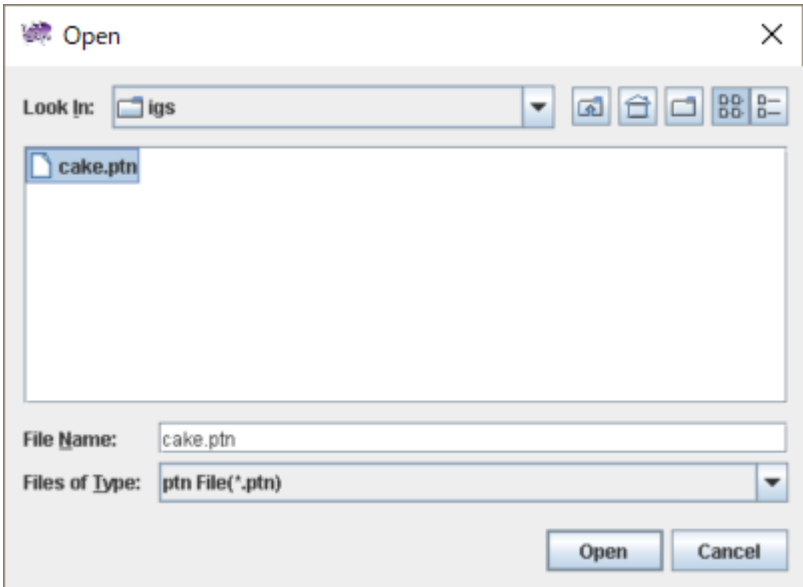 Open
Look In: igs
cake.ptn
File Name: cake.ptn
Files of Type: ptn File(*.ptn)
Open Cancel